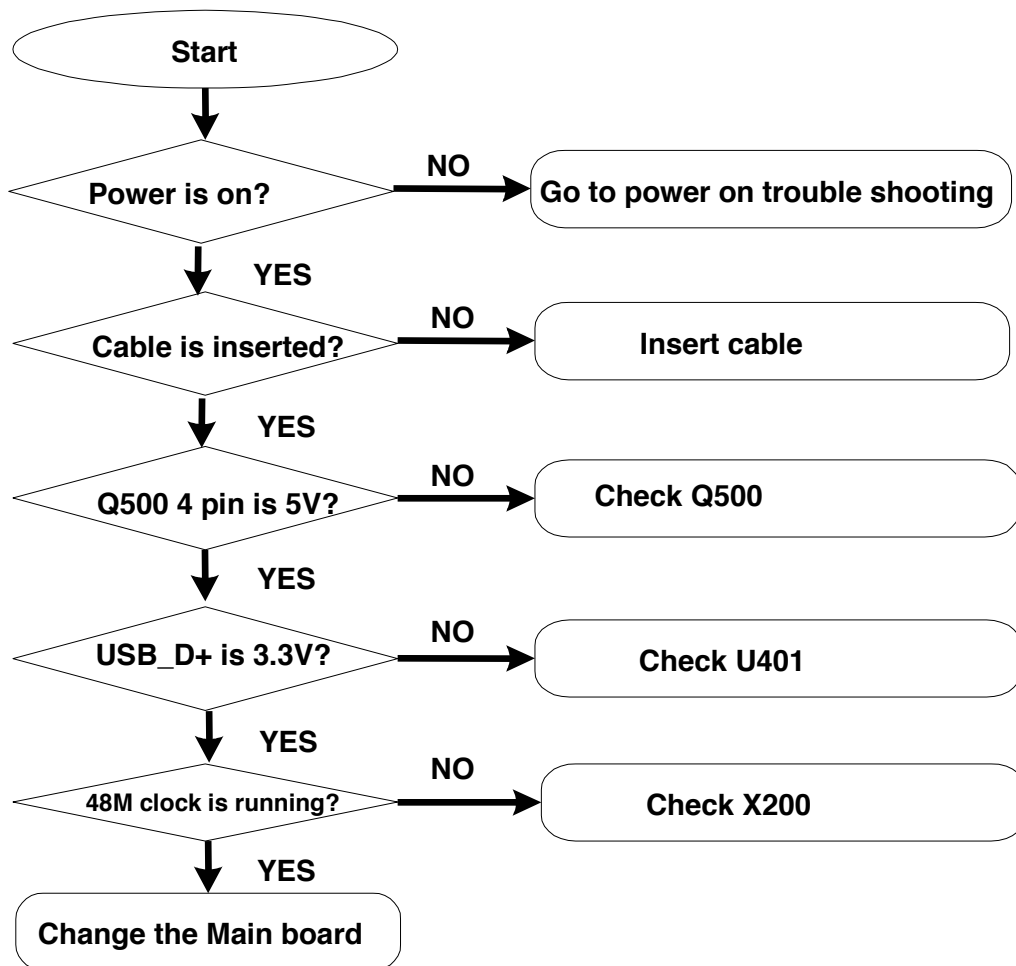 Start
Power is on?
NO
Go to power on trouble shooting
YES
Cable is inserted?
NO
Insert cable
YES
Q500 4 pin is 5V?
NO
Check Q500
YES
USB_D+ is 3.3V?
NO
Check U401
YES
48M clock is running?
NO
Check X200
YES
Change the Main board